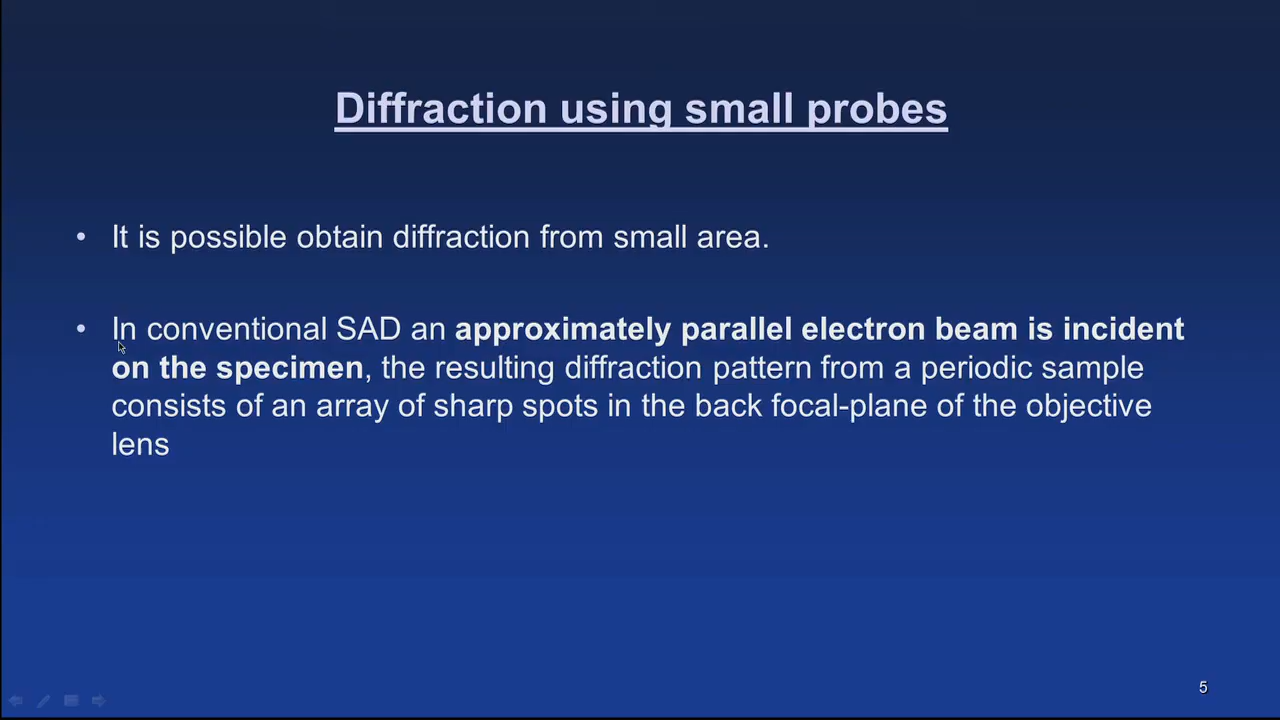 Diffraction using small probes
• It is possible obtain diffraction from small area.
• In conventional SAD an approximately parallel electron beam is incident
on the specimen, the resulting diffraction pattern from a periodic sample
consists of an array of sharp spots in the back focal-plane of the objective
lens
5